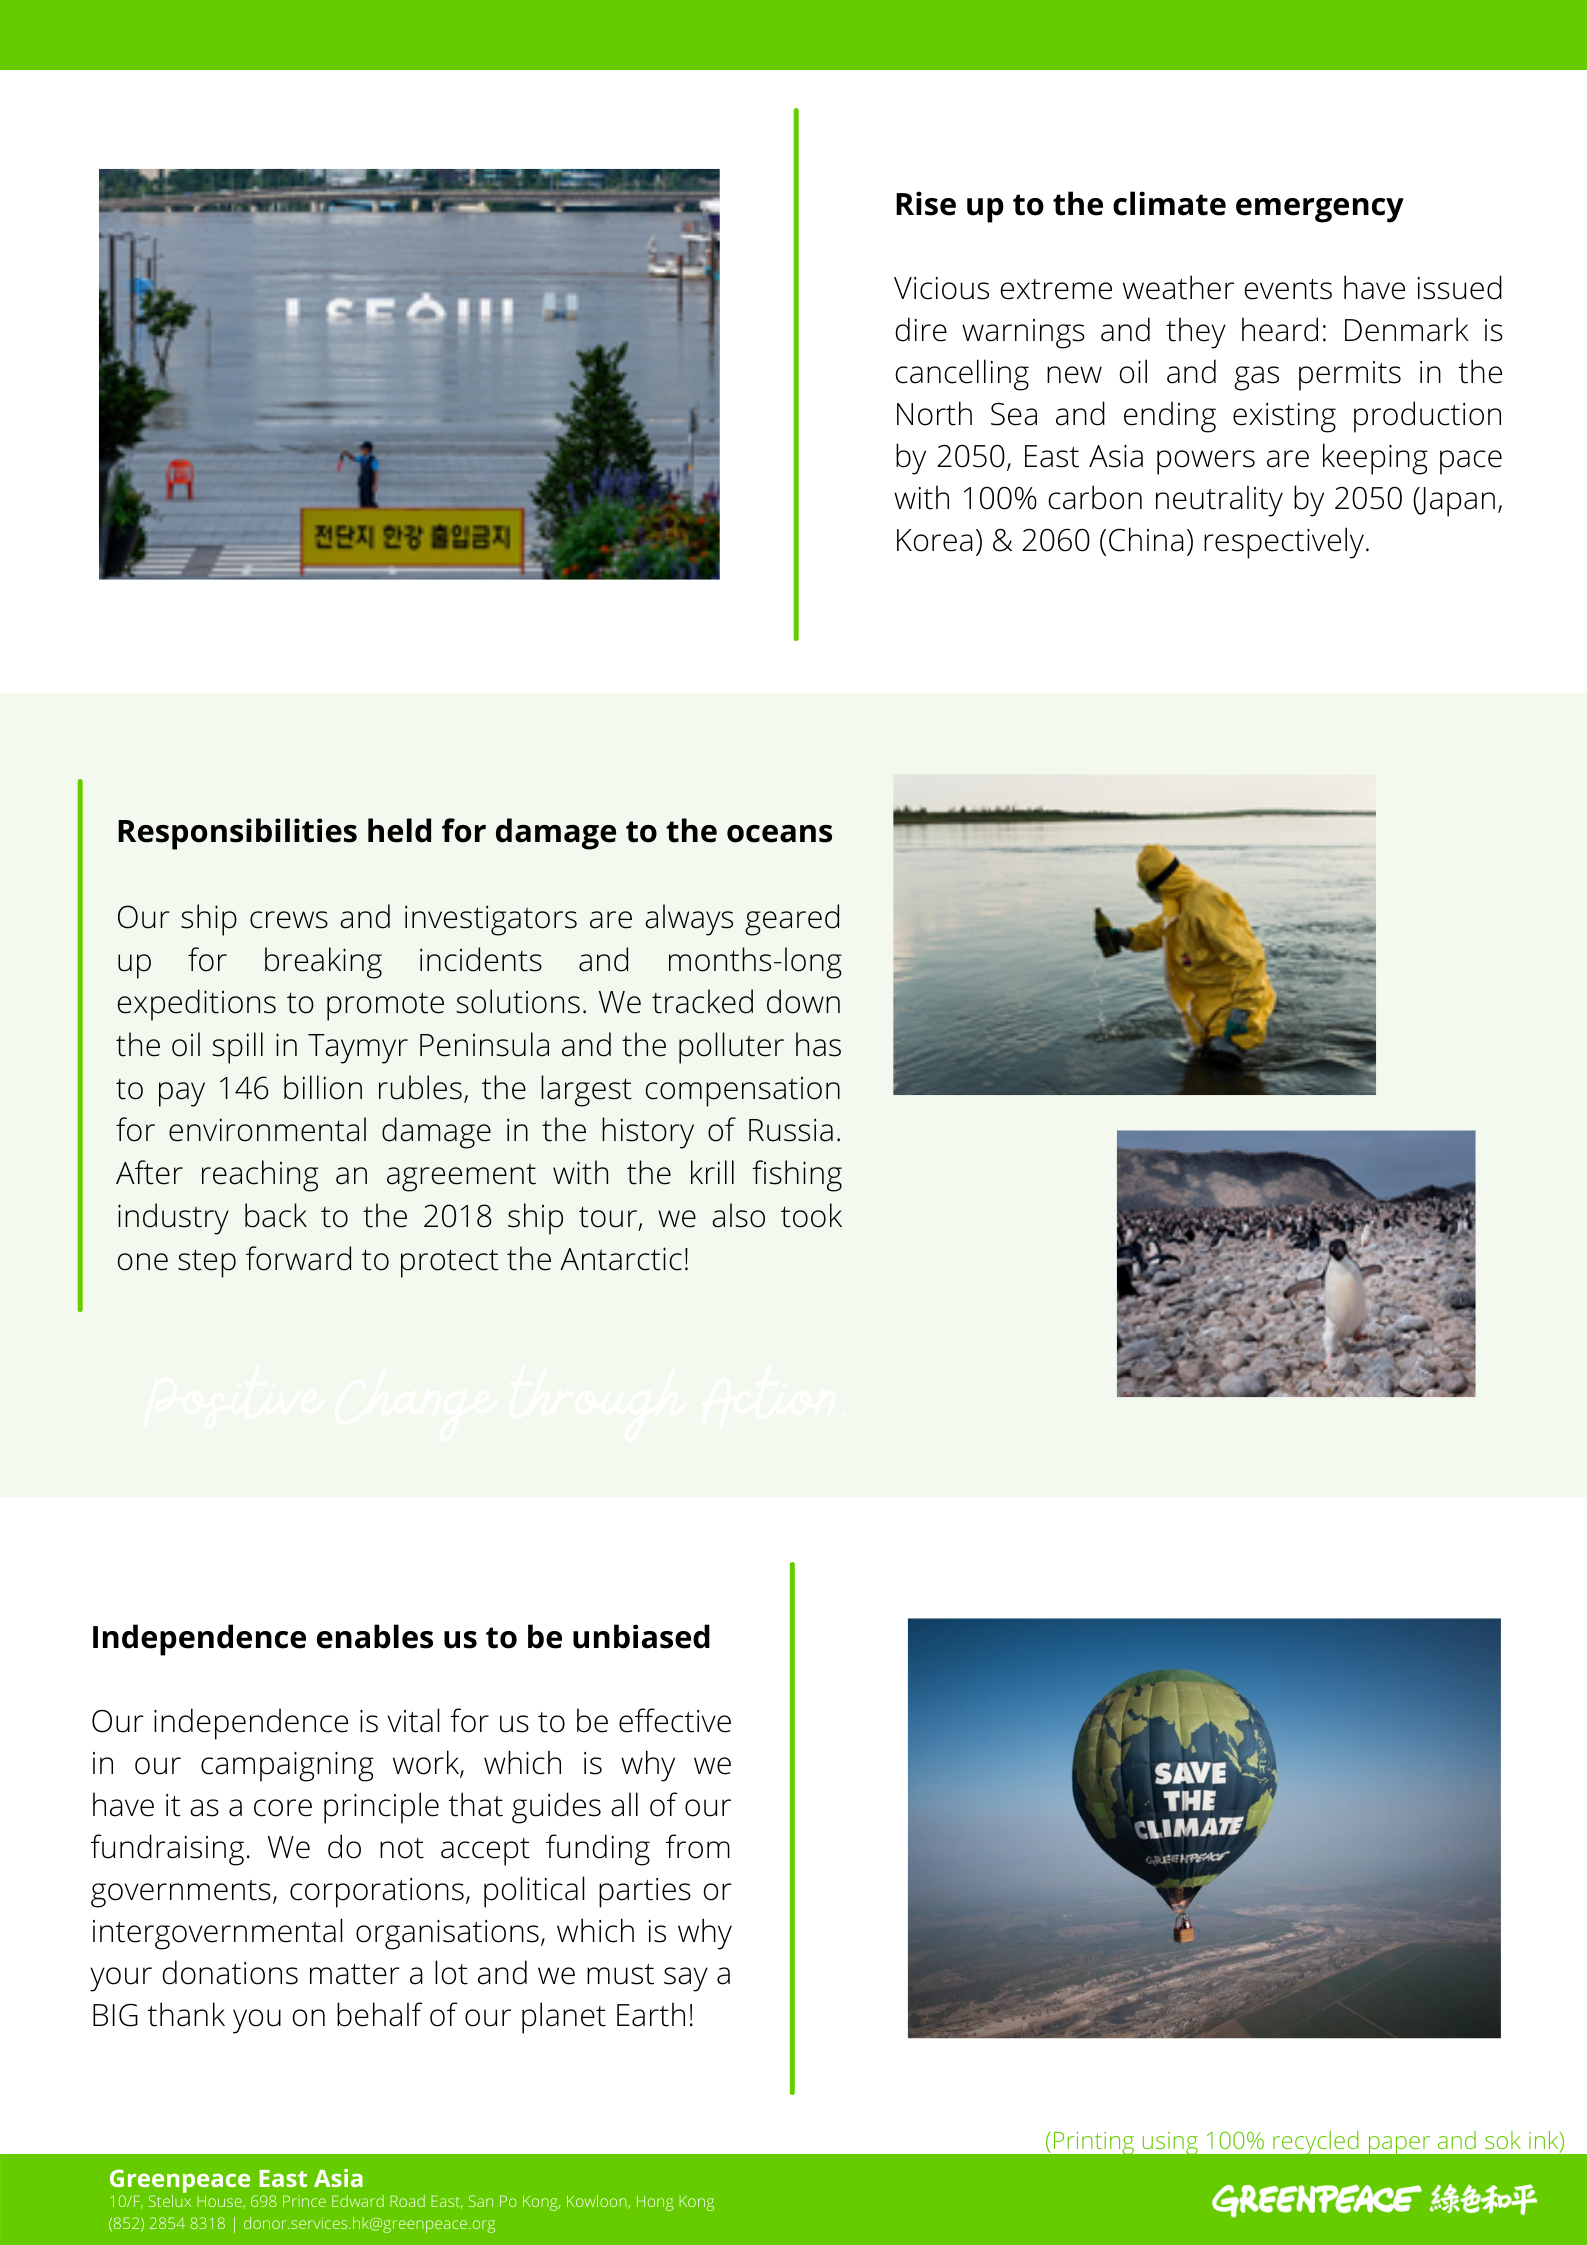 I SEOUL U
전단지 한강 출입금지
Rise up to the climate emergency
Vicious extreme weather events have issued
dire warnings and they heard: Denmark is
cancelling new oil and gas permits in the
North Sea and ending existing production
by 2050, East Asia powers are keeping pace
with 100% carbon neutrality by 2050 (Japan,
Korea) & 2060 (China) respectively.
Responsibilities held for damage to the oceans
Our ship crews and investigators are always geared
up for breaking incidents and months-long
expeditions to promote solutions. We tracked down
the oil spill in Taymyr Peninsula and the polluter has
to pay 146 billion rubles, the largest compensation
for environmental damage in the history of Russia.
After reaching an agreement with the krill fishing
industry back to the 2018 ship tour, we also took
one step forward to protect the Antarctic!
Positive Change through Action.
Independence enables us to be unbiased
Our independence is vital for us to be effective
in our campaigning work, which is why we
have it as a core principle that guides all of our
fundraising. We do not accept funding from
governments, corporations, political parties or
intergovernmental organisations, which is why
your donations matter a lot and we must say a
BIG thank you on behalf of our planet Earth!
SAVE
THE
CLIMATE
GREENPEACE
(Printing using 100% recycled paper and sok ink)
Greenpeace East Asia
10/F, Stelux House, 698 Prince Edward Road East, San Po Kong, Kowloon, Hong Kong
(852) 2854 8318 | donor.services.hk@greenpeace.org
GREENPEACE 綠色和平